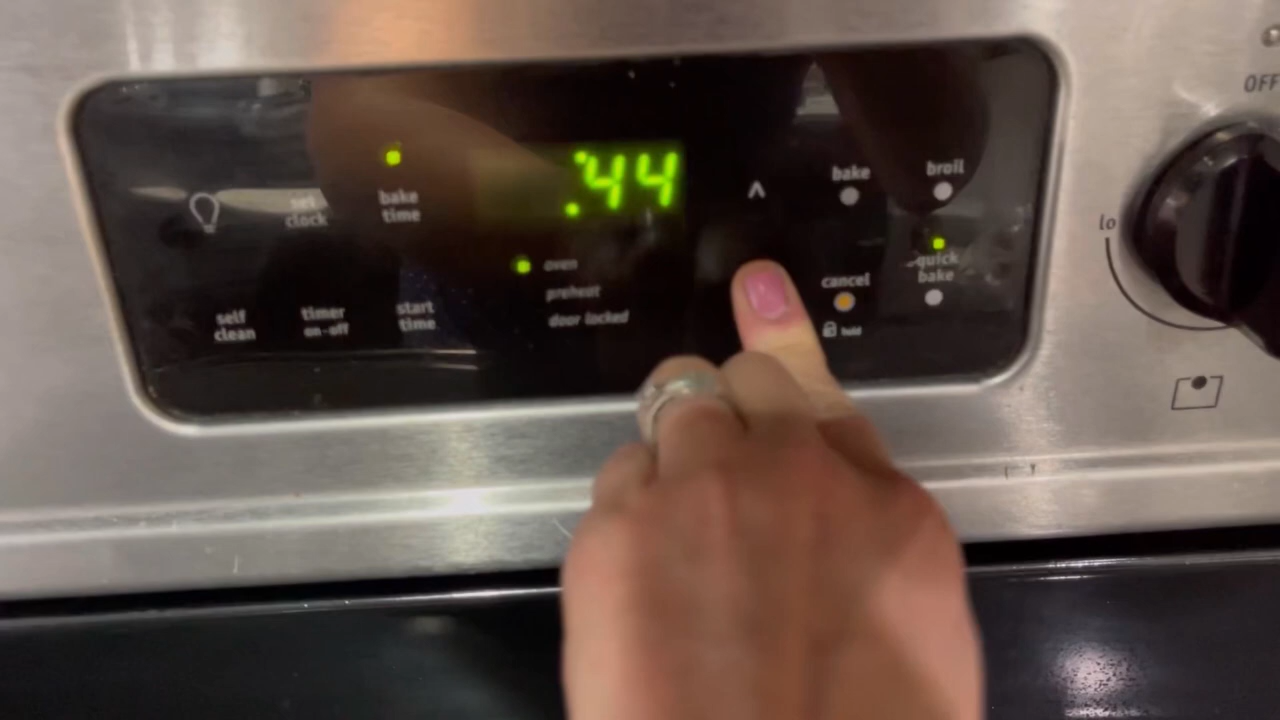 :44
^
bake
broil
set
clock
bake
time
oven
preheat
door locked
cancel
hold
quick
bake
self
clean
timer
on-off
start
time
OFF
lo